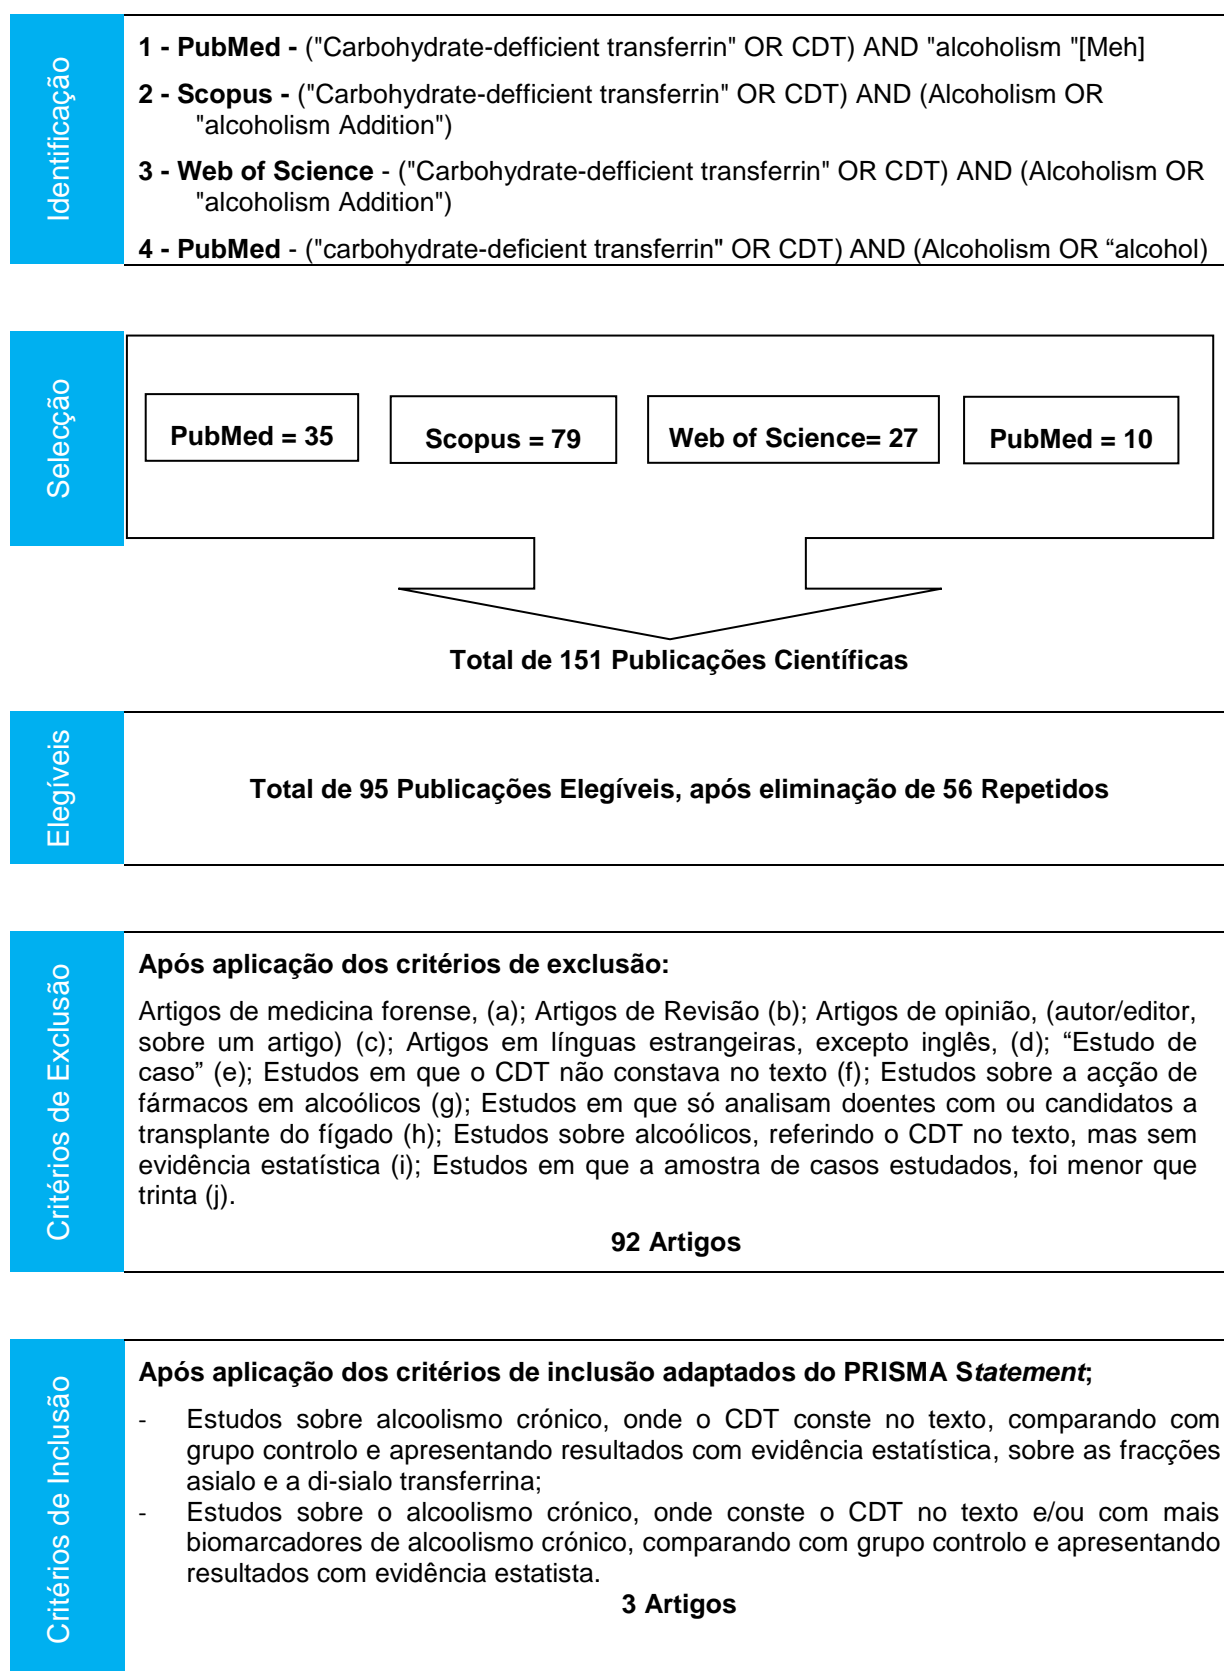 Identificação
1 - PubMed - ("Carbohydrate-defficient transferrin" OR CDT) AND "alcoholism "[Meh]
2 - Scopus - ("Carbohydrate-defficient transferrin" OR CDT) AND (Alcoholism OR
"alcoholism Addition")
3 - Web of Science - ("Carbohydrate-defficient transferrin" OR CDT) AND (Alcoholism OR
"alcoholism Addition")
4 - PubMed - ("carbohydrate-deficient transferrin" OR CDT) AND (Alcoholism OR “alcohol)
Selecção
PubMed = 35
Scopus = 79
Web of Science= 27
PubMed = 10
Total de 151 Publicações Científicas
Elegíveis
Total de 95 Publicações Elegíveis, após eliminação de 56 Repetidos
Critérios de Exclusão
Após aplicação dos critérios de exclusão:
Artigos de medicina forense, (a); Artigos de Revisão (b); Artigos de opinião, (autor/editor,
sobre um artigo) (c); Artigos em línguas estrangeiras, excepto inglês, (d); “Estudo de
caso” (e); Estudos em que o CDT não constava no texto (f); Estudos sobre a acção de
fármacos em alcoólicos (g); Estudos em que só analisam doentes com ou candidatos a
transplante do fígado (h); Estudos sobre alcoólicos, referindo o CDT no texto, mas sem
evidência estatística (i); Estudos em que a amostra de casos estudados, foi menor que
trinta (j).
92 Artigos
Critérios de Inclusão
Após aplicação dos critérios de inclusão adaptados do PRISMA Statement;
- Estudos sobre alcoolismo crónico, onde o CDT conste no texto, comparando com
grupo controlo e apresentando resultados com evidência estatística, sobre as fracções
asialo e a di-sialo transferrina;
- Estudos sobre o alcoolismo crónico, onde conste o CDT no texto e/ou com mais
biomarcadores de alcoolismo crónico, comparando com grupo controlo e apresentando
resultados com evidência estatista.
3 Artigos